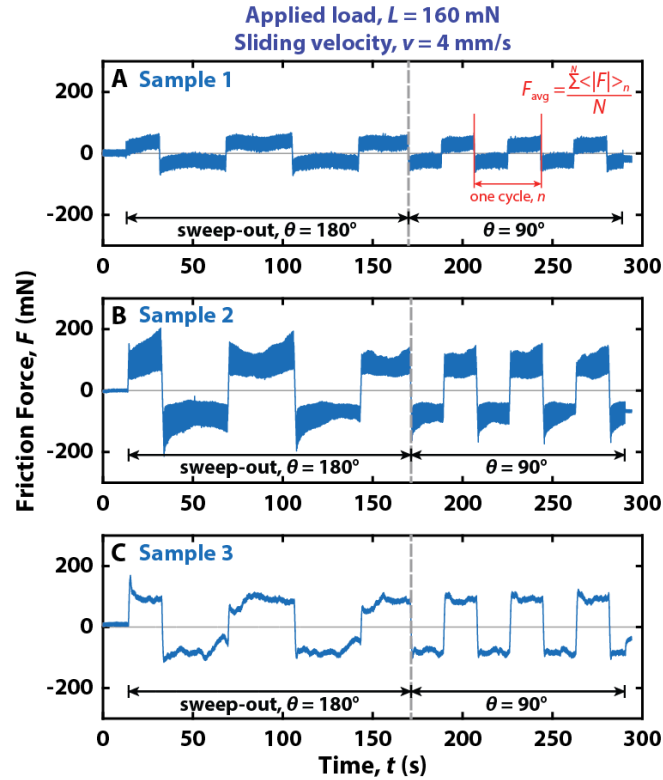 Applied load, L = 160 mN
Sliding velocity, v = 4 mm/s
A Sample 1
F_avg = Σ^N <|F|>_n / N
200
0
-200
one cycle, n
sweep-out, θ = 180°
θ = 90°
0 50 100 150 200 250 300
B Sample 2
200
0
-200
sweep-out, θ = 180°
θ = 90°
0 50 100 150 200 250 300
C Sample 3
200
0
-200
sweep-out, θ = 180°
θ = 90°
0 50 100 150 200 250 300
Friction Force, F (mN)
Time, t (s)